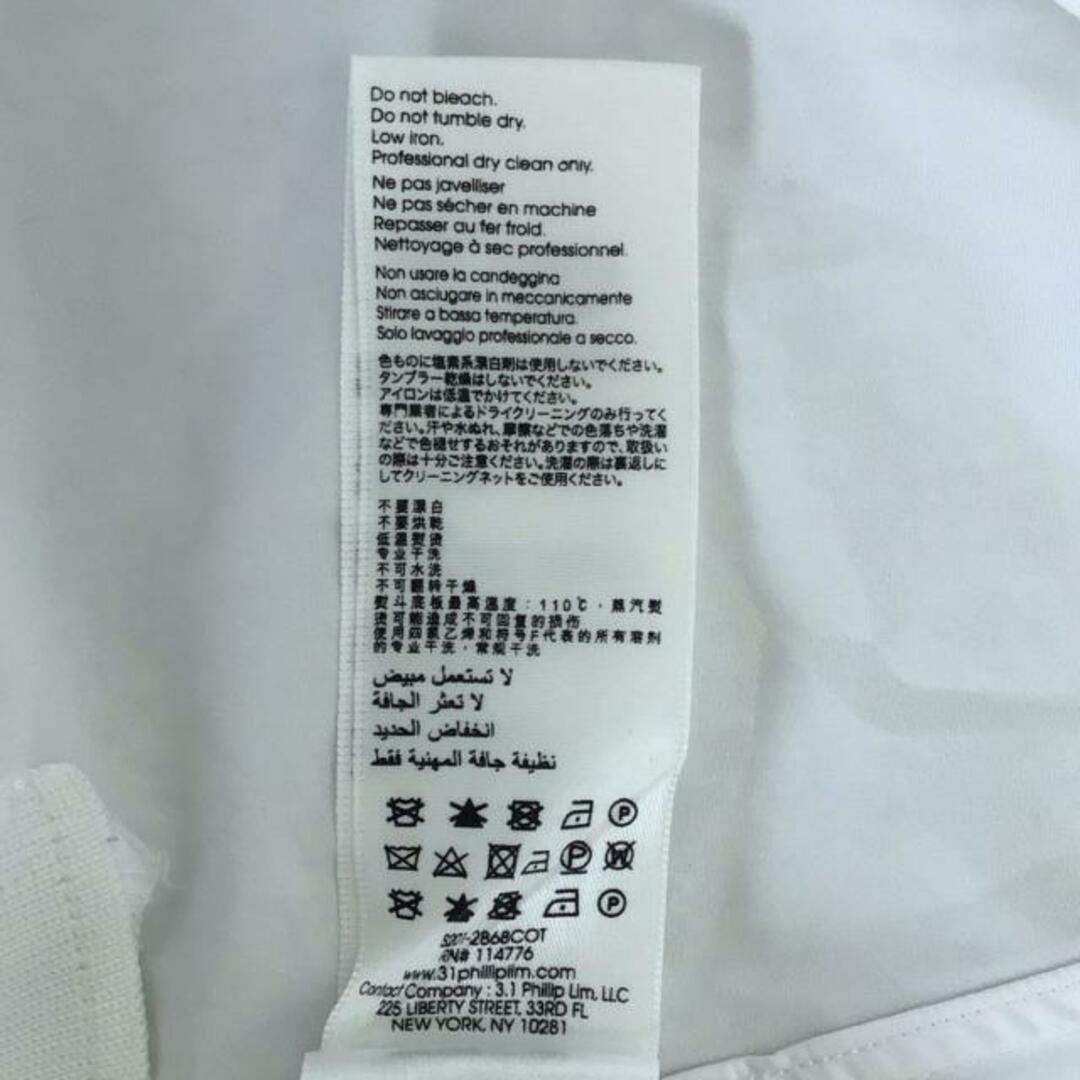 Do not bleach.
Do not tumble dry.
Low iron.
Professional dry clean only.
Ne pas javelliser
Ne pas sécher en machine
Repasser au fer froid.
Nettoyage à sec professionnel.
Non usare la candeggina
Non asciugare in meccanicamente
Stirare a bassa temperatura.
Solo lavaggio professionale a secco.
色ものに塩素系漂白剤は使用しないでください。
タンブラー乾燥はしないでください。
アイロンは低温でかけてください。
専門業者によるドライクリーニングのみ行ってく
ださい。汗や水ぬれ、摩擦などでの色落ちや洗濯
などで色褪せするおそれがありますので、取扱い
の際は十分ご注意ください。洗濯の際は裏返しに
してクリーニングネットをご使用ください。
不要漂白
不要烘乾
低溫熨燙
专业干洗
不可水洗
不可翻转干燥
熨斗底板最高温度：110℃，蒸汽熨
烫可能造成不可回复的损伤
使用四氯乙烯和符号F代表的所有溶剂
的专业干洗，常规干洗
لا تستعمل مبيض
لا تعثر الجافة
انخفاض الحديد
نظيفة جافة المهنية فقط
P
P W
P
S201-2868COT
RN# 114776
www.31philliplim.com
Contact Company : 3.1 Phillip Lim, LLC
225 LIBERTY STREET, 33RD FL
NEW YORK, NY 10281